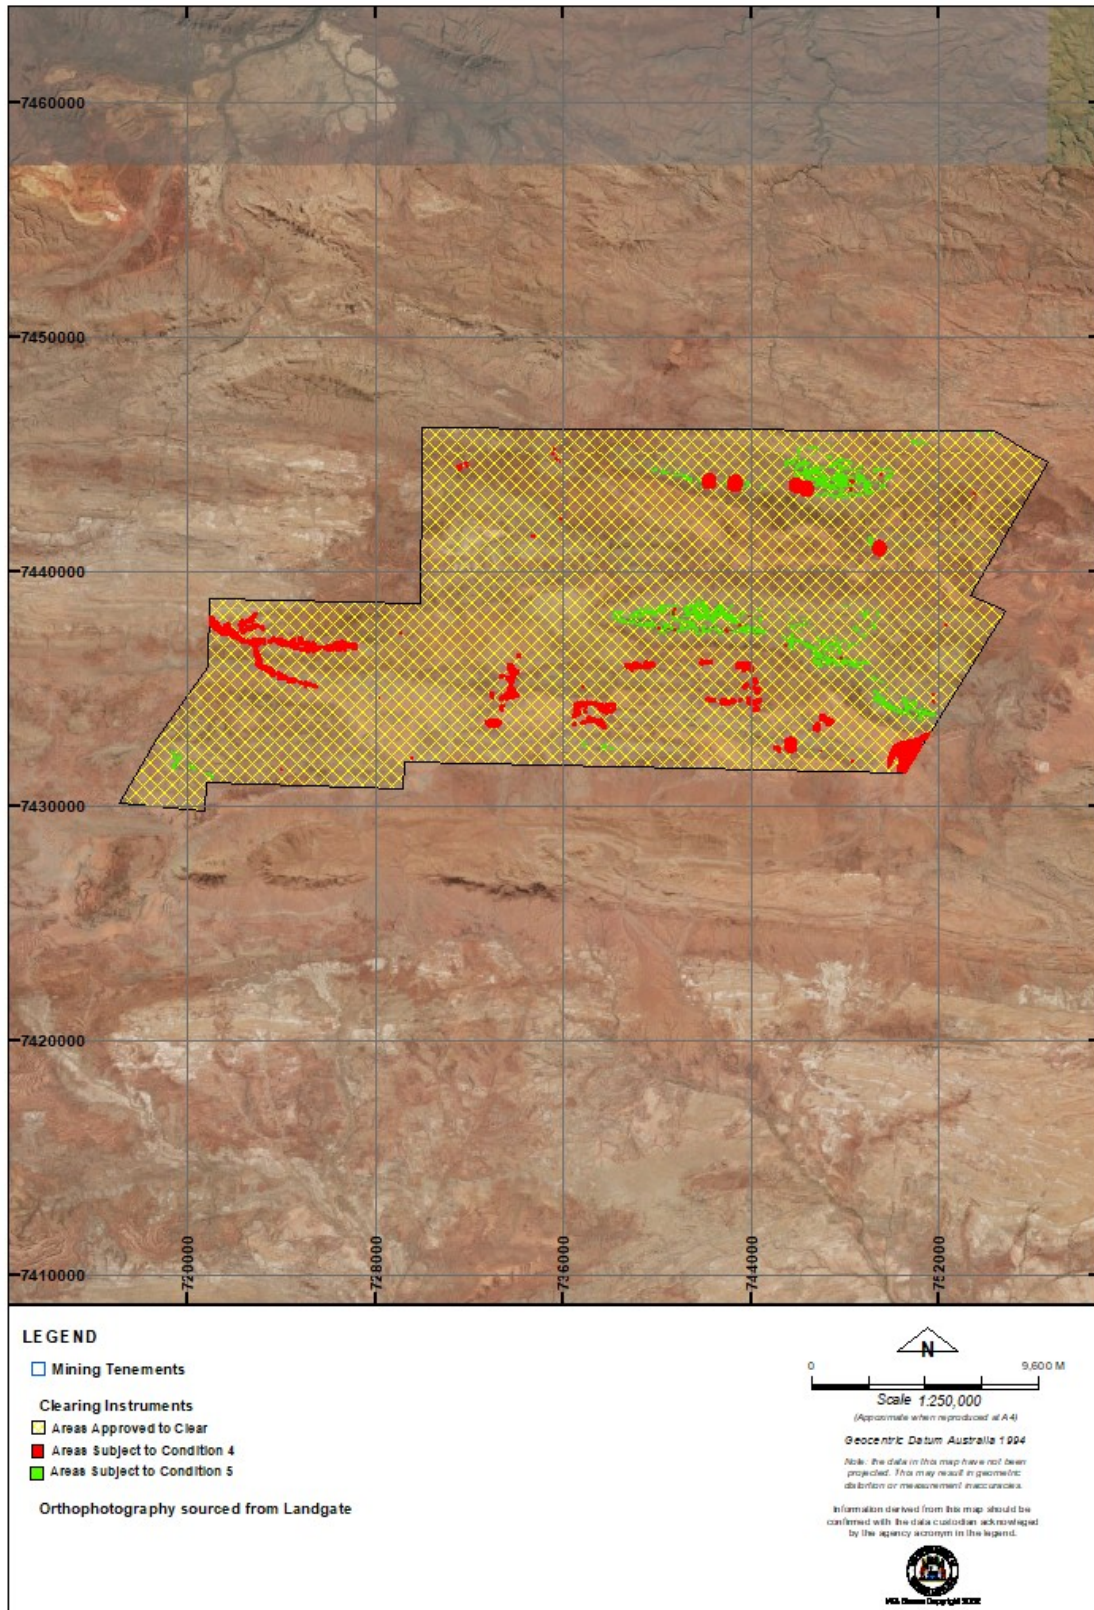 7460000
7450000
7440000
7430000
7420000
7410000
720000
728000
736000
744000
752000
LEGEND
Mining Tenements
Clearing Instruments
Areas Approved to Clear
Areas Subject to Condition 4
Areas Subject to Condition 5
Orthophotography sourced from Landgate
N
0 9,600 M
Scale 1:250,000
(Approximate when reproduced at A4)
Geocentric Datum Australia 1994
Note: the data in this map have not been
projected. This may result in geometric
distortion or measurement inaccuracies.
Information derived from this map should be
confirmed with the data custodian acknowleged
by the agency acronym in the legend.